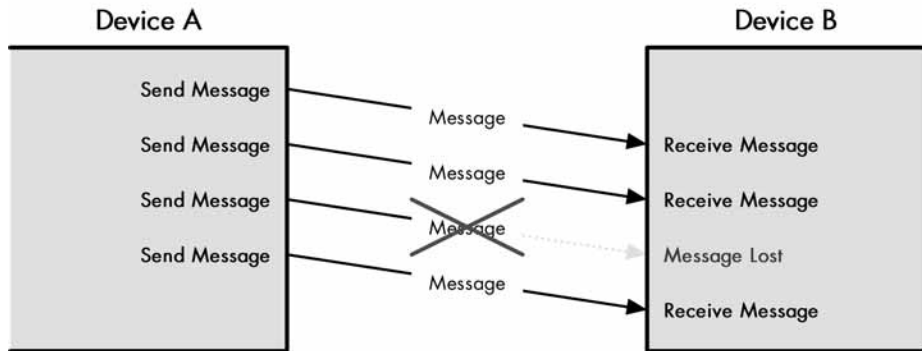 Device A
Device B
Send Message
Message
Receive Message
Send Message
Message
Receive Message
Send Message
Message
Message Lost
Send Message
Message
Receive Message